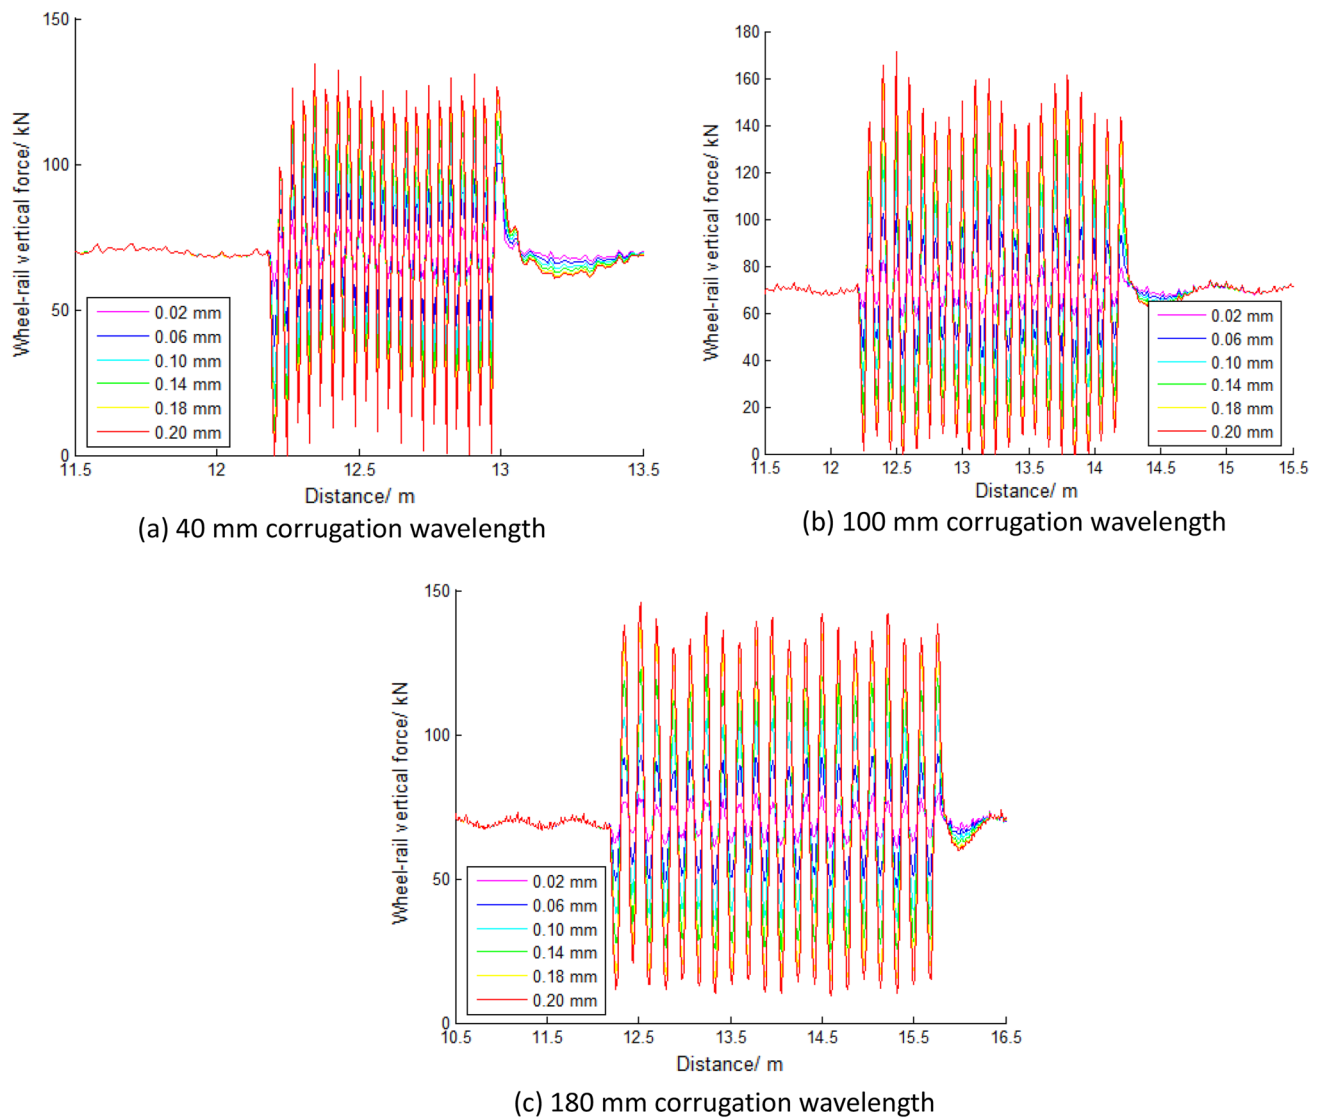 150
100
50
0
Wheel-rail vertical force/ kN
0.02 mm
0.06 mm
0.10 mm
0.14 mm
0.18 mm
0.20 mm
11.5 12 12.5 13 13.5
Distance/ m
(a) 40 mm corrugation wavelength
180
160
140
120
100
80
60
40
20
0
Wheel-rail vertical force/ kN
0.02 mm
0.06 mm
0.10 mm
0.14 mm
0.18 mm
0.20 mm
11.5 12 12.5 13 13.5 14 14.5 15 15.5
Distance/ m
(b) 100 mm corrugation wavelength
150
100
50
0
Wheel-rail vertical force/ kN
0.02 mm
0.06 mm
0.10 mm
0.14 mm
0.18 mm
0.20 mm
10.5 11.5 12.5 13.5 14.5 15.5 16.5
Distance/ m
(c) 180 mm corrugation wavelength